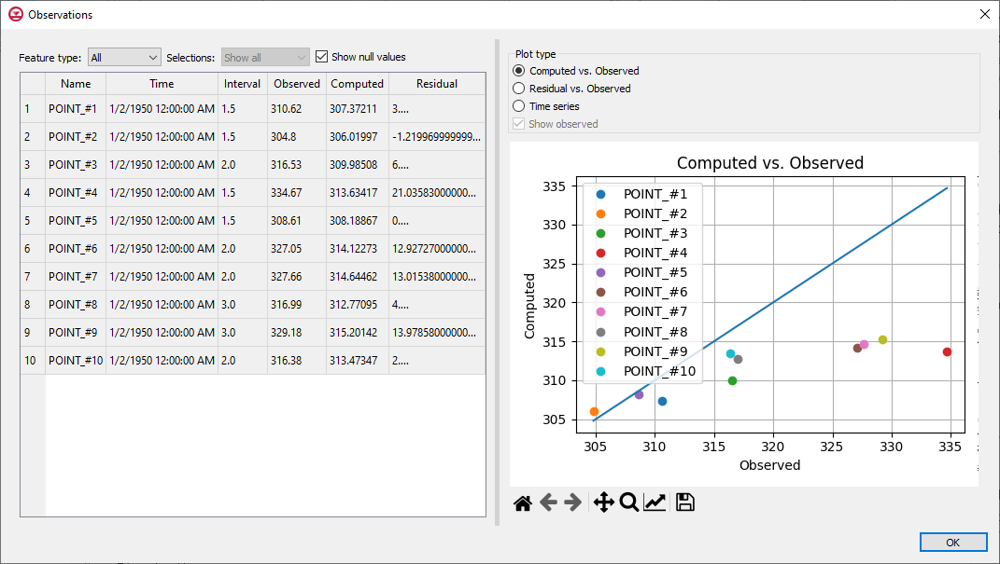 Observations
Feature type: All Selections: Show all Show null values
Name Time Interval Observed Computed Residual
1 POINT_#1 1/2/1950 12:00:00 AM 1.5 310.62 307.37211 3....
2 POINT_#2 1/2/1950 12:00:00 AM 1.5 304.8 306.01997 -1.219969999999...
3 POINT_#3 1/2/1950 12:00:00 AM 2.0 316.53 309.98508 6....
4 POINT_#4 1/2/1950 12:00:00 AM 1.5 334.67 313.63417 21.03583000000...
5 POINT_#5 1/2/1950 12:00:00 AM 1.5 308.61 308.18867 0....
6 POINT_#6 1/2/1950 12:00:00 AM 2.0 327.05 314.12273 12.92727000000...
7 POINT_#7 1/2/1950 12:00:00 AM 2.0 327.66 314.64462 13.01538000000...
8 POINT_#8 1/2/1950 12:00:00 AM 3.0 316.99 312.77095 4....
9 POINT_#9 1/2/1950 12:00:00 AM 3.0 329.18 315.20142 13.97858000000...
10 POINT_#10 1/2/1950 12:00:00 AM 2.0 316.38 313.47347 2....
Plot type
Computed vs. Observed
Residual vs. Observed
Time series
Show observed
Computed vs. Observed
335
330
325
320
315
310
305
Computed
POINT_#1
POINT_#2
POINT_#3
POINT_#4
POINT_#5
POINT_#6
POINT_#7
POINT_#8
POINT_#9
POINT_#10
305 310 315 320 325 330 335
Observed
OK